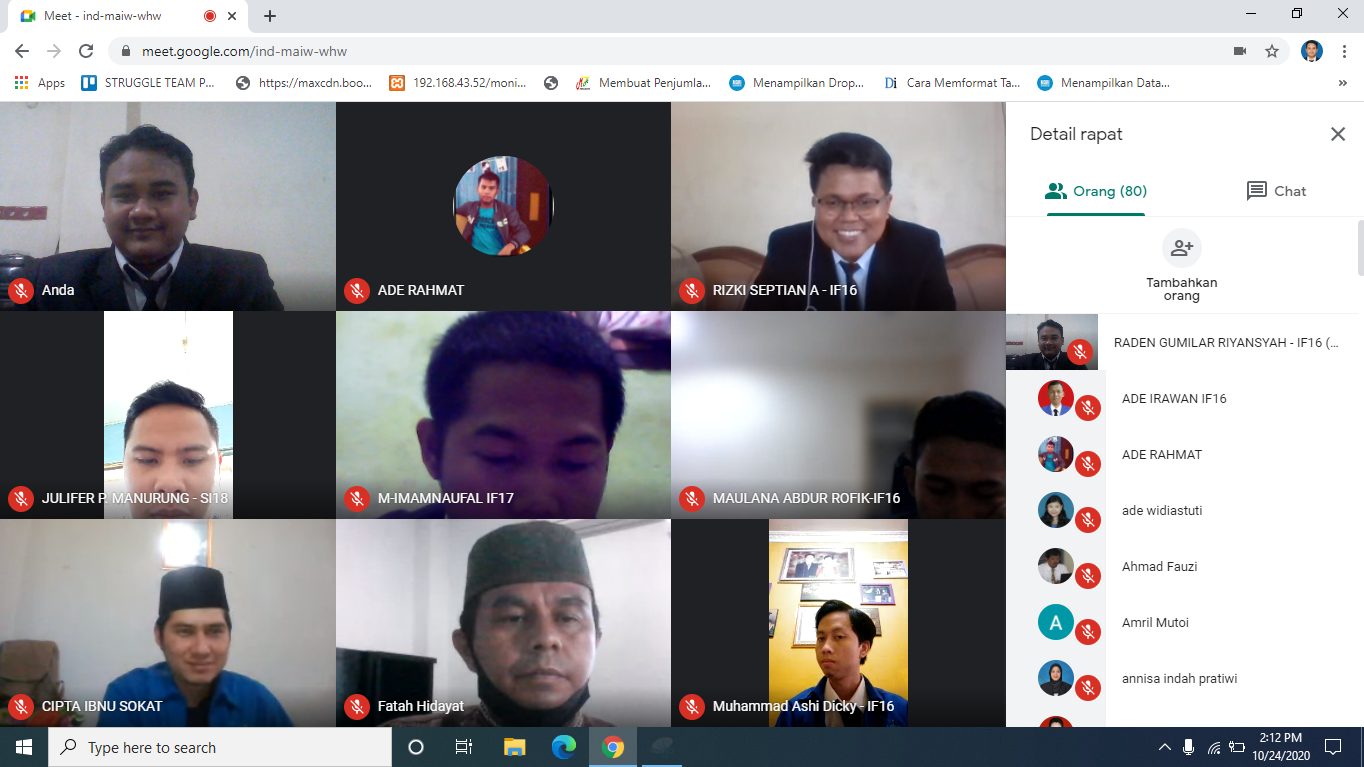 Meet - ind-maiw-whw
meet.google.com/ind-maiw-whw
Apps STRUGGLE TEAM P... https://maxcdn.boo... 192.168.43.52/moni... Membuat Penjumla... Menampilkan Drop... Di Cara Memformat Ta... Menampilkan Data... »
Anda
ADE RAHMAT
RIZKI SEPTIAN A - IF16
JULIFER P. MANURUNG - SI18
M-IMAMNAUFAL IF17
MAULANA ABDUR ROFIK-IF16
CIPTA IBNU SOKAT
Fatah Hidayat
Muhammad Ashi Dicky - IF16
Detail rapat
Orang (80) Chat
Tambahkan
orang
RADEN GUMILAR RIYANSYAH - IF16 (...
ADE IRAWAN IF16
ADE RAHMAT
ade widiastuti
Ahmad Fauzi
A Amril Mutoi
annisa indah pratiwi
Type here to search
2:12 PM
10/24/2020